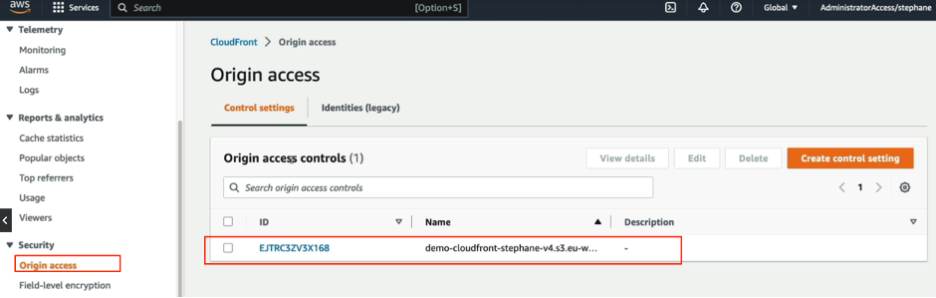 aws Services Search [Option+S] Global AdministratorAccess/stephane
Telemetry
Monitoring
Alarms
Logs
Reports & analytics
Cache statistics
Popular objects
Top referrers
Usage
Viewers
Security
Origin access
Field-level encryption
CloudFront > Origin access
Origin access
Control settings Identities (legacy)
Origin access controls (1) View details Edit Delete Create control setting
Search origin access controls 1
ID Name Description
EJTRC3ZV3X168 demo-cloudfront-stephane-v4.s3.eu-w... -